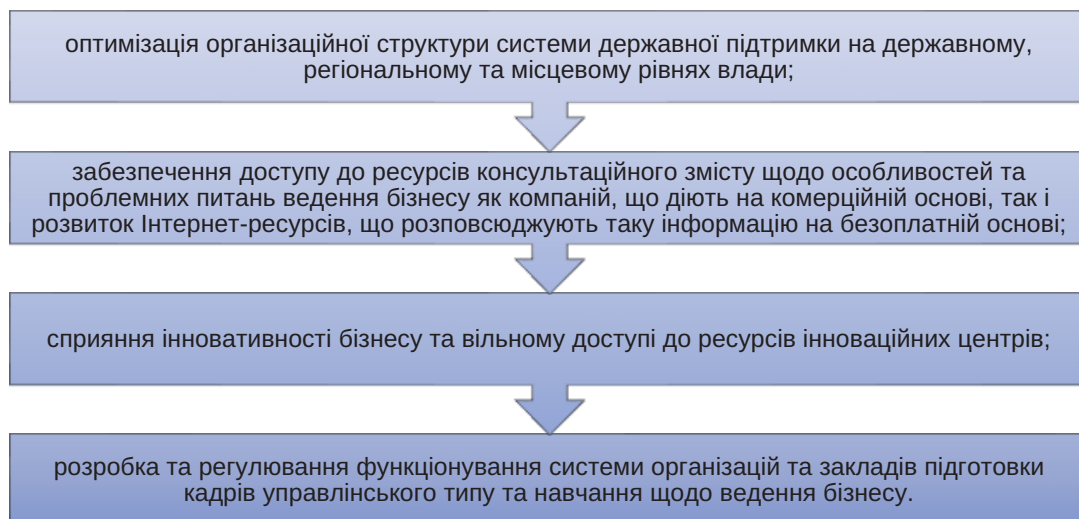 оптимізація організаційної структури системи державної підтримки на державному,
регіональному та місцевому рівнях влади;
забезпечення доступу до ресурсів консультаційного змісту щодо особливостей та
проблемних питань ведення бізнесу як компаній, що діють на комерційній основі, так і
розвиток Інтернет-ресурсів, що розповсюджують таку інформацію на безоплатній основі;
сприяння інновативності бізнесу та вільному доступі до ресурсів інноваційних центрів;
розробка та регулювання функціонування системи організацій та закладів підготовки
кадрів управлінського типу та навчання щодо ведення бізнесу.